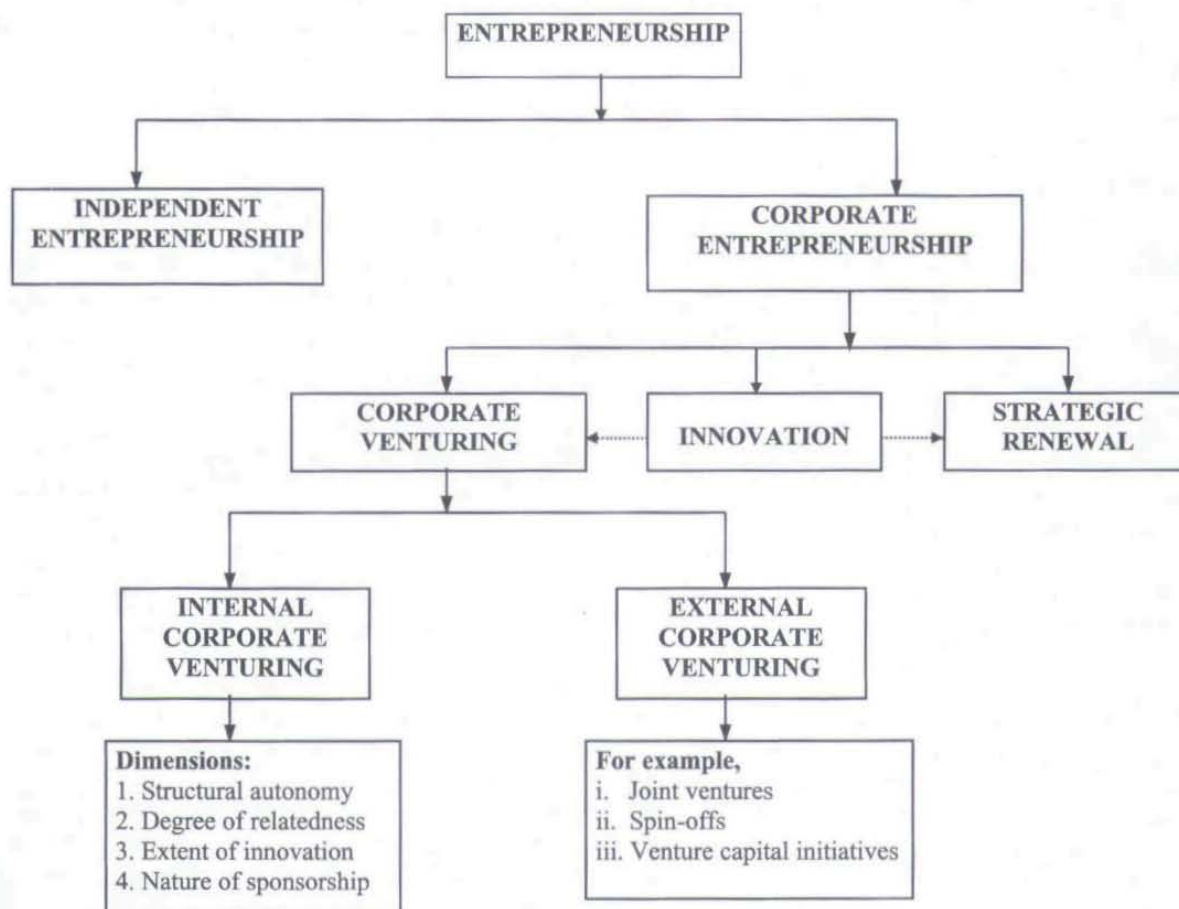 ENTREPRENEURSHIP
INDEPENDENT
ENTREPRENEURSHIP
CORPORATE
ENTREPRENEURSHIP
CORPORATE
VENTURING
INNOVATION
STRATEGIC
RENEWAL
INTERNAL
CORPORATE
VENTURING
EXTERNAL
CORPORATE
VENTURING
Dimensions:
1. Structural autonomy
2. Degree of relatedness
3. Extent of innovation
4. Nature of sponsorship
For example,
i. Joint ventures
ii. Spin-offs
iii. Venture capital initiatives